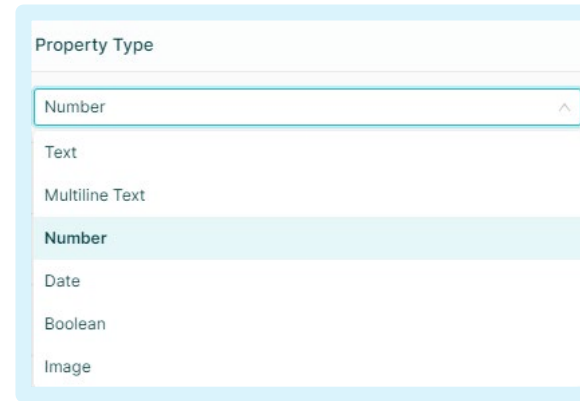 Property Type
Number
Text
Multiline Text
Number
Date
Boolean
Image